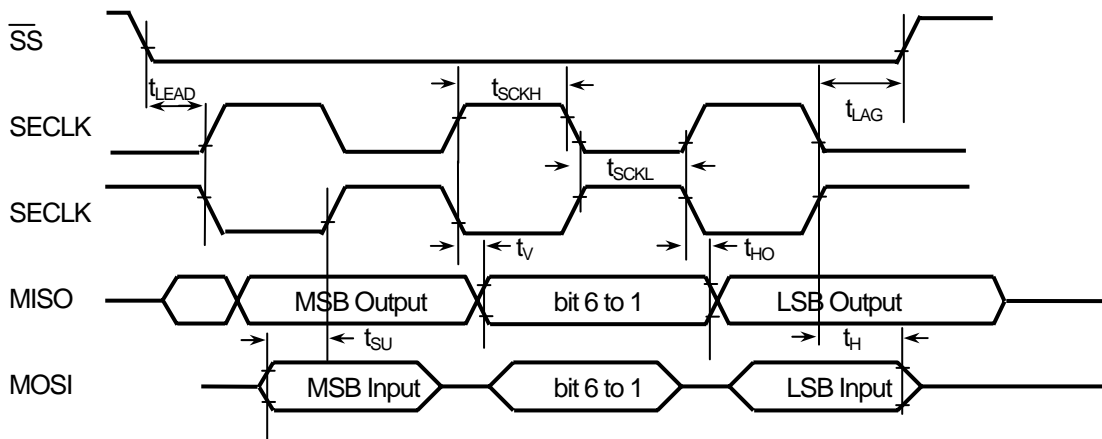 SS
tLEAD
tSCKH
tLAG
SECLK
tSCKL
SECLK
tV
tHO
MISO
MSB Output
bit 6 to 1
LSB Output
tSU
tH
MOSI
MSB Input
bit 6 to 1
LSB Input